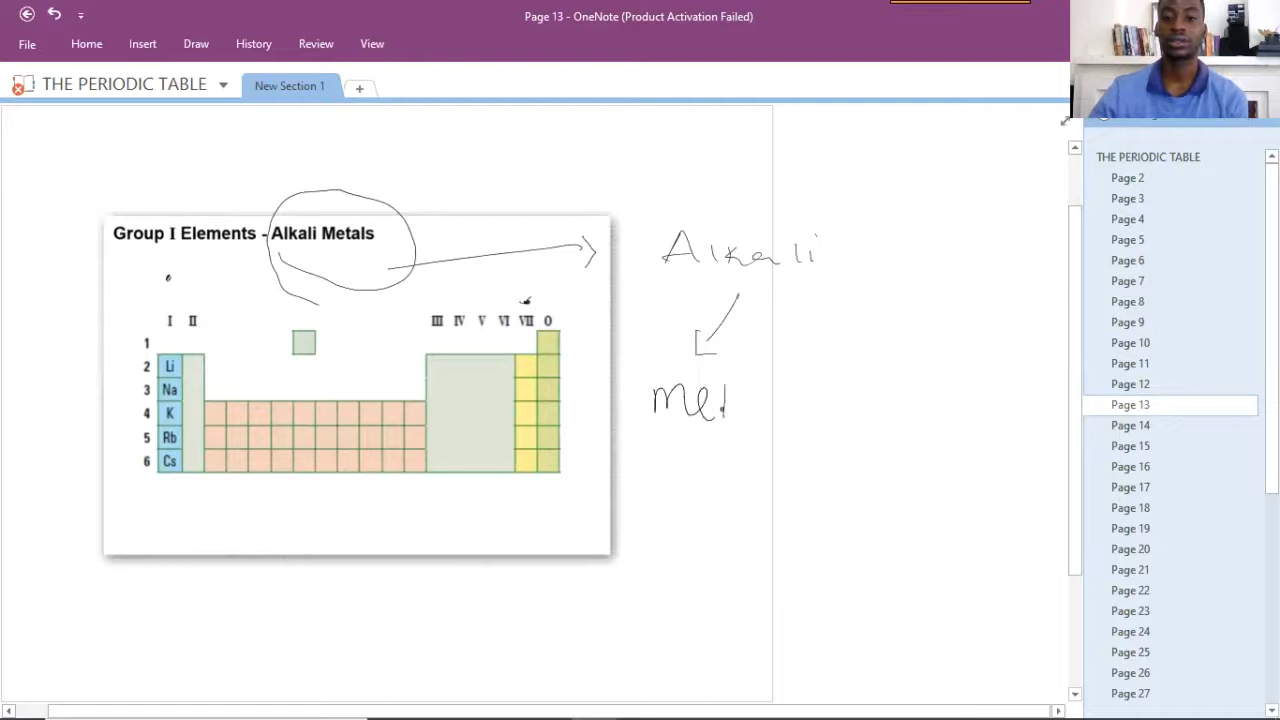 Page 13 - OneNote (Product Activation Failed)
File Home Insert Draw History Review View
THE PERIODIC TABLE New Section 1 +
Group I Elements - Alkali Metals
Alkali
I II III IV V VI VII 0
1
2 Li
3 Na
4 K
5 Rb
6 Cs
THE PERIODIC TABLE
Page 2
Page 3
Page 4
Page 5
Page 6
Page 7
Page 8
Page 9
Page 10
Page 11
Page 12
Page 13
Page 14
Page 15
Page 16
Page 17
Page 18
Page 19
Page 20
Page 21
Page 22
Page 23
Page 24
Page 25
Page 26
Page 27